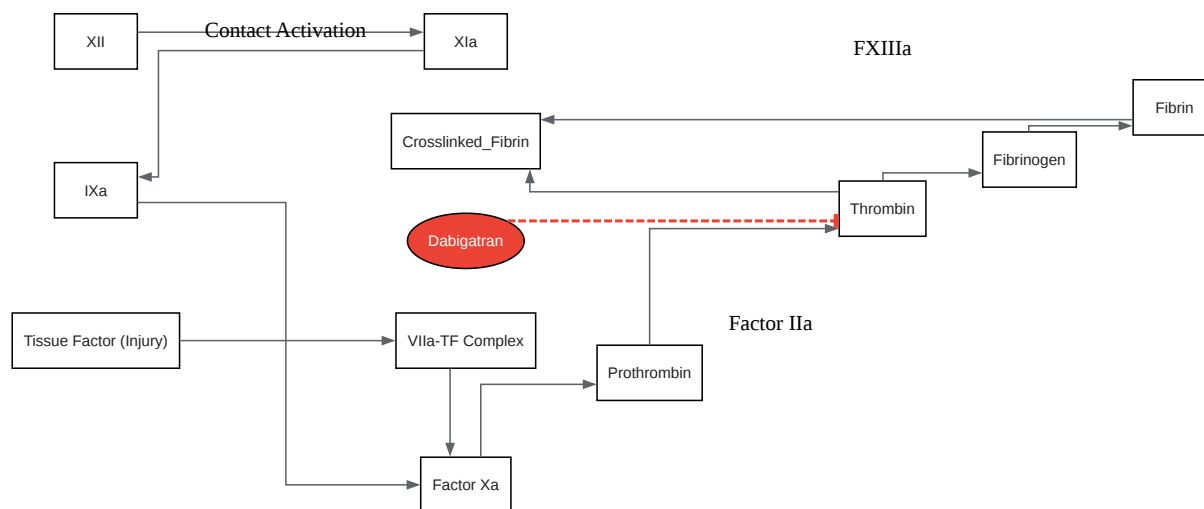 XII
Contact Activation
XIa
FXIIIa
Fibrin
Crosslinked_Fibrin
Fibrinogen
IXa
Thrombin
Dabigatran
Factor IIa
Tissue Factor (Injury)
VIIa-TF Complex
Prothrombin
Factor Xa